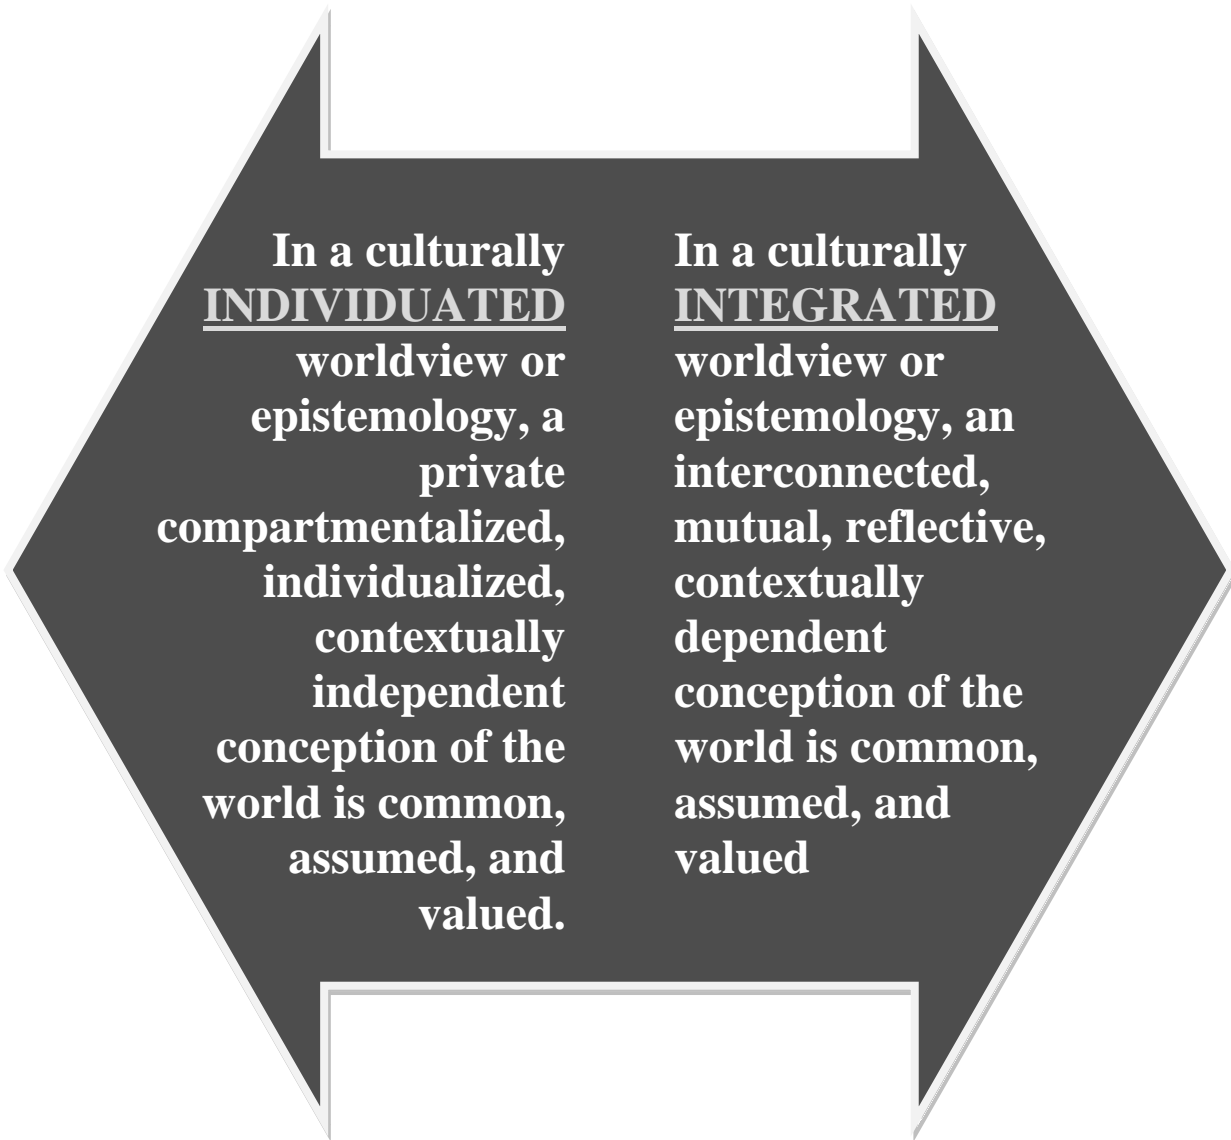 In a culturally
INDIVIDUATED
worldview or
epistemology, a
private
compartmentalized,
individualized,
contextually
independent
conception of the
world is common,
assumed, and
valued.
In a culturally
INTEGRATED
worldview or
epistemology, an
interconnected,
mutual, reflective,
contextually
dependent
conception of the
world is common,
assumed, and
valued